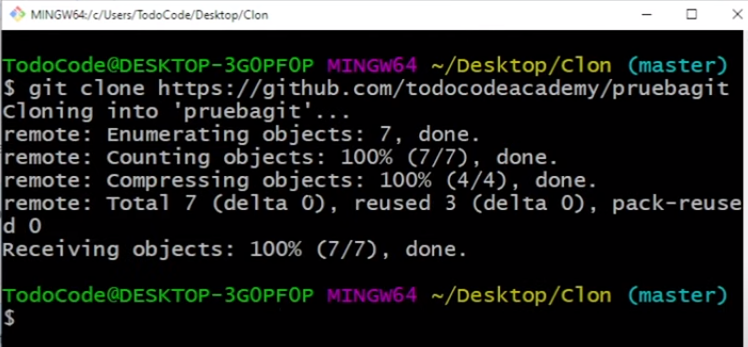 MINGW64:/c/Users/TodoCode/Desktop/Clon
TodoCode@DESKTOP-3G0PF0P MINGW64 ~/Desktop/Clon (master)
$ git clone https://github.com/todocodeacademy/pruebagit
Cloning into 'pruebagit'...
remote: Enumerating objects: 7, done.
remote: Counting objects: 100% (7/7), done.
remote: Compressing objects: 100% (4/4), done.
remote: Total 7 (delta 0), reused 3 (delta 0), pack-reuse
d 0
Receiving objects: 100% (7/7), done.
TodoCode@DESKTOP-3G0PF0P MINGW64 ~/Desktop/Clon (master)
$